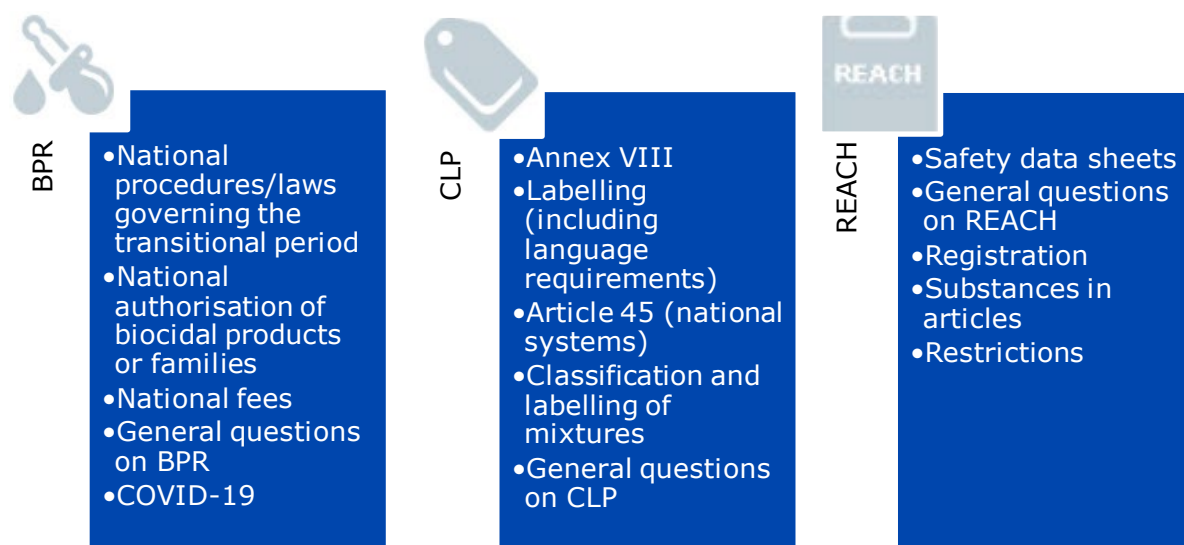 BPR
•National
procedures/laws
governing the
transitional period
•National
authorisation of
biocidal products
or families
•National fees
•General questions
on BPR
•COVID-19
CLP
•Annex VIII
•Labelling
(including
language
requirements)
•Article 45 (national
systems)
•Classification and
labelling of
mixtures
•General questions
on CLP
REACH
REACH
•Safety data sheets
•General questions
on REACH
•Registration
•Substances in
articles
•Restrictions